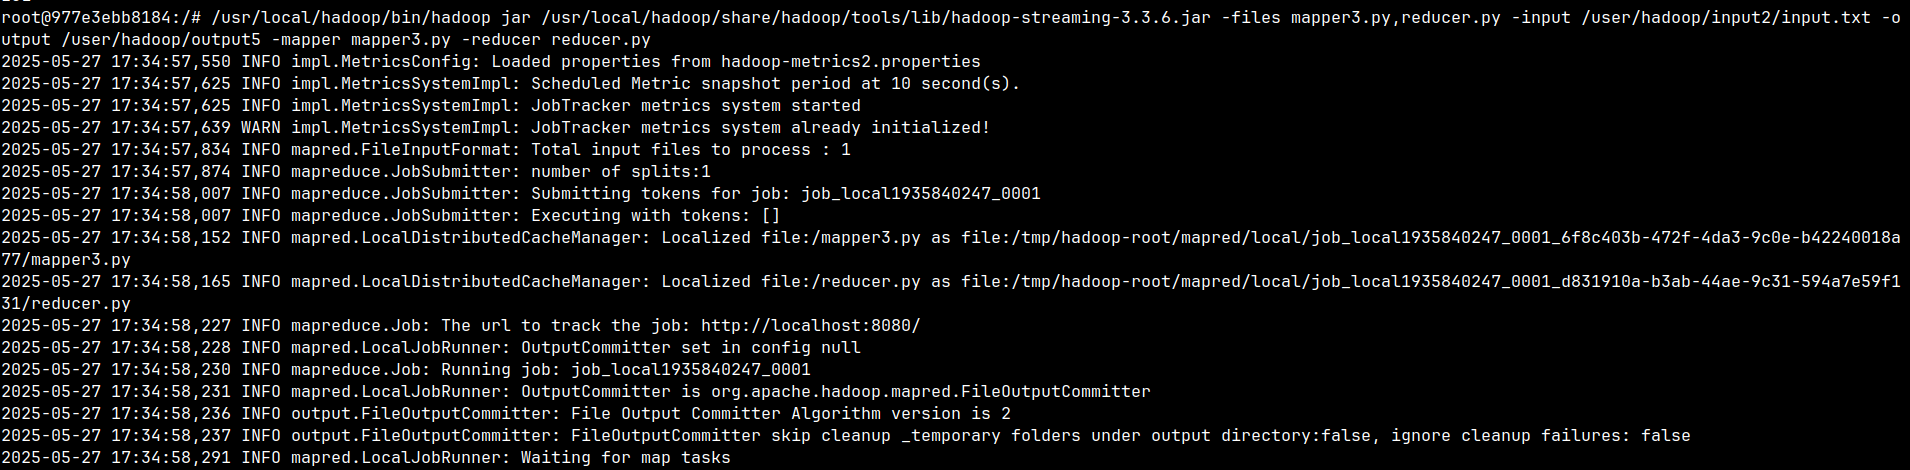 root@977e3ebb8184:/# /usr/local/hadoop/bin/hadoop jar /usr/local/hadoop/share/hadoop/tools/lib/hadoop-streaming-3.3.6.jar -files mapper3.py,reducer.py -input /user/hadoop/input2/input.txt -o
utput /user/hadoop/output5 -mapper mapper3.py -reducer reducer.py
2025-05-27 17:34:57,550 INFO impl.MetricsConfig: Loaded properties from hadoop-metrics2.properties
2025-05-27 17:34:57,625 INFO impl.MetricsSystemImpl: Scheduled Metric snapshot period at 10 second(s).
2025-05-27 17:34:57,625 INFO impl.MetricsSystemImpl: JobTracker metrics system started
2025-05-27 17:34:57,639 WARN impl.MetricsSystemImpl: JobTracker metrics system already initialized!
2025-05-27 17:34:57,834 INFO mapred.FileInputFormat: Total input files to process : 1
2025-05-27 17:34:57,874 INFO mapreduce.JobSubmitter: number of splits:1
2025-05-27 17:34:58,007 INFO mapreduce.JobSubmitter: Submitting tokens for job: job_local1935840247_0001
2025-05-27 17:34:58,007 INFO mapreduce.JobSubmitter: Executing with tokens: []
2025-05-27 17:34:58,152 INFO mapred.LocalDistributedCacheManager: Localized file:/mapper3.py as file:/tmp/hadoop-root/mapred/local/job_local1935840247_0001_6f8c403b-472f-4da3-9c0e-b42240018a
77/mapper3.py
2025-05-27 17:34:58,165 INFO mapred.LocalDistributedCacheManager: Localized file:/reducer.py as file:/tmp/hadoop-root/mapred/local/job_local1935840247_0001_d831910a-b3ab-44ae-9c31-594a7e59f1
31/reducer.py
2025-05-27 17:34:58,227 INFO mapreduce.Job: The url to track the job: http://localhost:8080/
2025-05-27 17:34:58,228 INFO mapred.LocalJobRunner: OutputCommitter set in config null
2025-05-27 17:34:58,230 INFO mapreduce.Job: Running job: job_local1935840247_0001
2025-05-27 17:34:58,231 INFO mapred.LocalJobRunner: OutputCommitter is org.apache.hadoop.mapred.FileOutputCommitter
2025-05-27 17:34:58,236 INFO output.FileOutputCommitter: File Output Committer Algorithm version is 2
2025-05-27 17:34:58,237 INFO output.FileOutputCommitter: FileOutputCommitter skip cleanup _temporary folders under output directory:false, ignore cleanup failures: false
2025-05-27 17:34:58,291 INFO mapred.LocalJobRunner: Waiting for map tasks